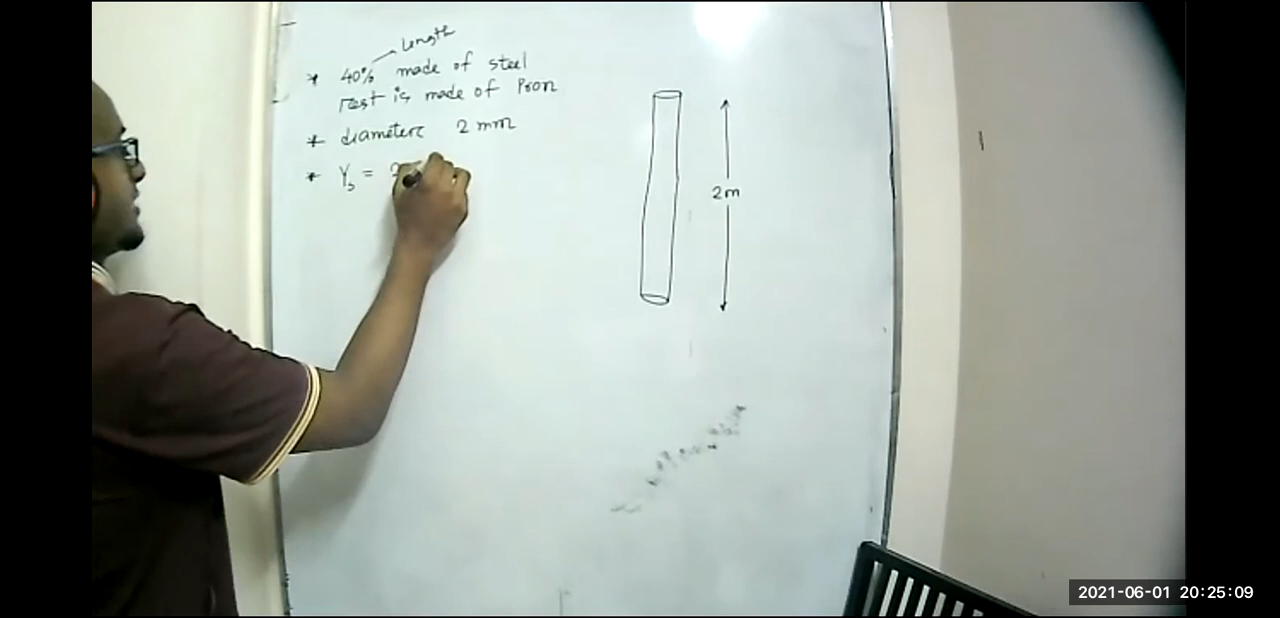 Length
* 40% made of steel
rest is made of Iron
* diameter 2 mm
* Ys =
2m
2021-06-01 20:25:09